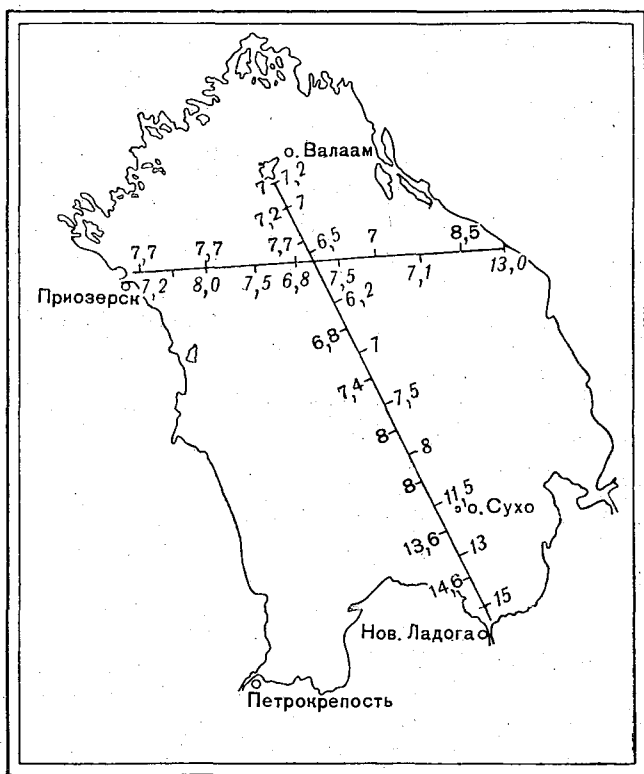 о. Валаам
7 7,2
7,2 7
7,7 6,5
7,7 7,7 7 8,5
7,2 8,0 7,5 6,8 7,5 7,1 13,0
Приозерск
6,2
6,8
7
7,4
7,5
8
8
8
11,5
о. Сухо
13,6
13
14,6
15
Нов. Ладога
Петрокрепость